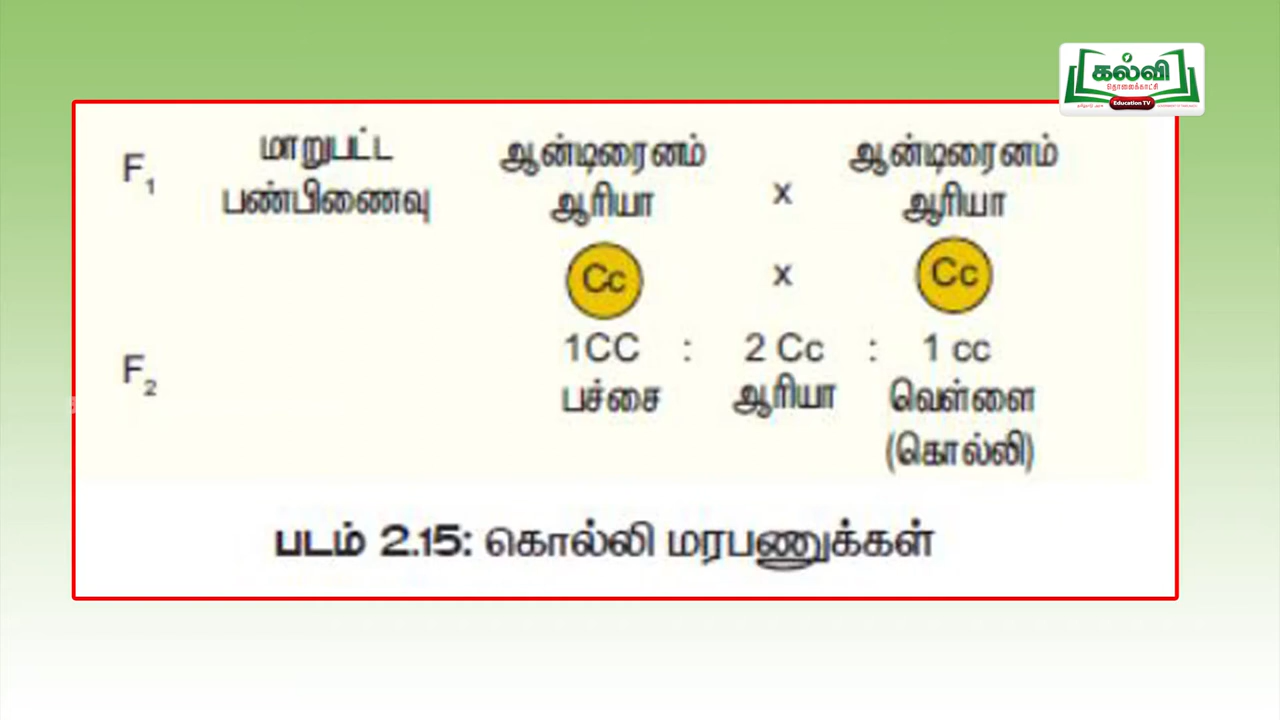 கல்வி
தொலைக்காட்சி
Education TV
F₁ மாறுபட்ட பண்பிணைவு ஆன்டிரைனம் ஆரியா x ஆன்டிரைனம் ஆரியா
Cc x Cc
F₂ 1CC : 2 Cc : 1 cc
பச்சை ஆரியா வெள்ளை
(கொல்லி)
படம் 2.15: கொல்லி மரபணுக்கள்